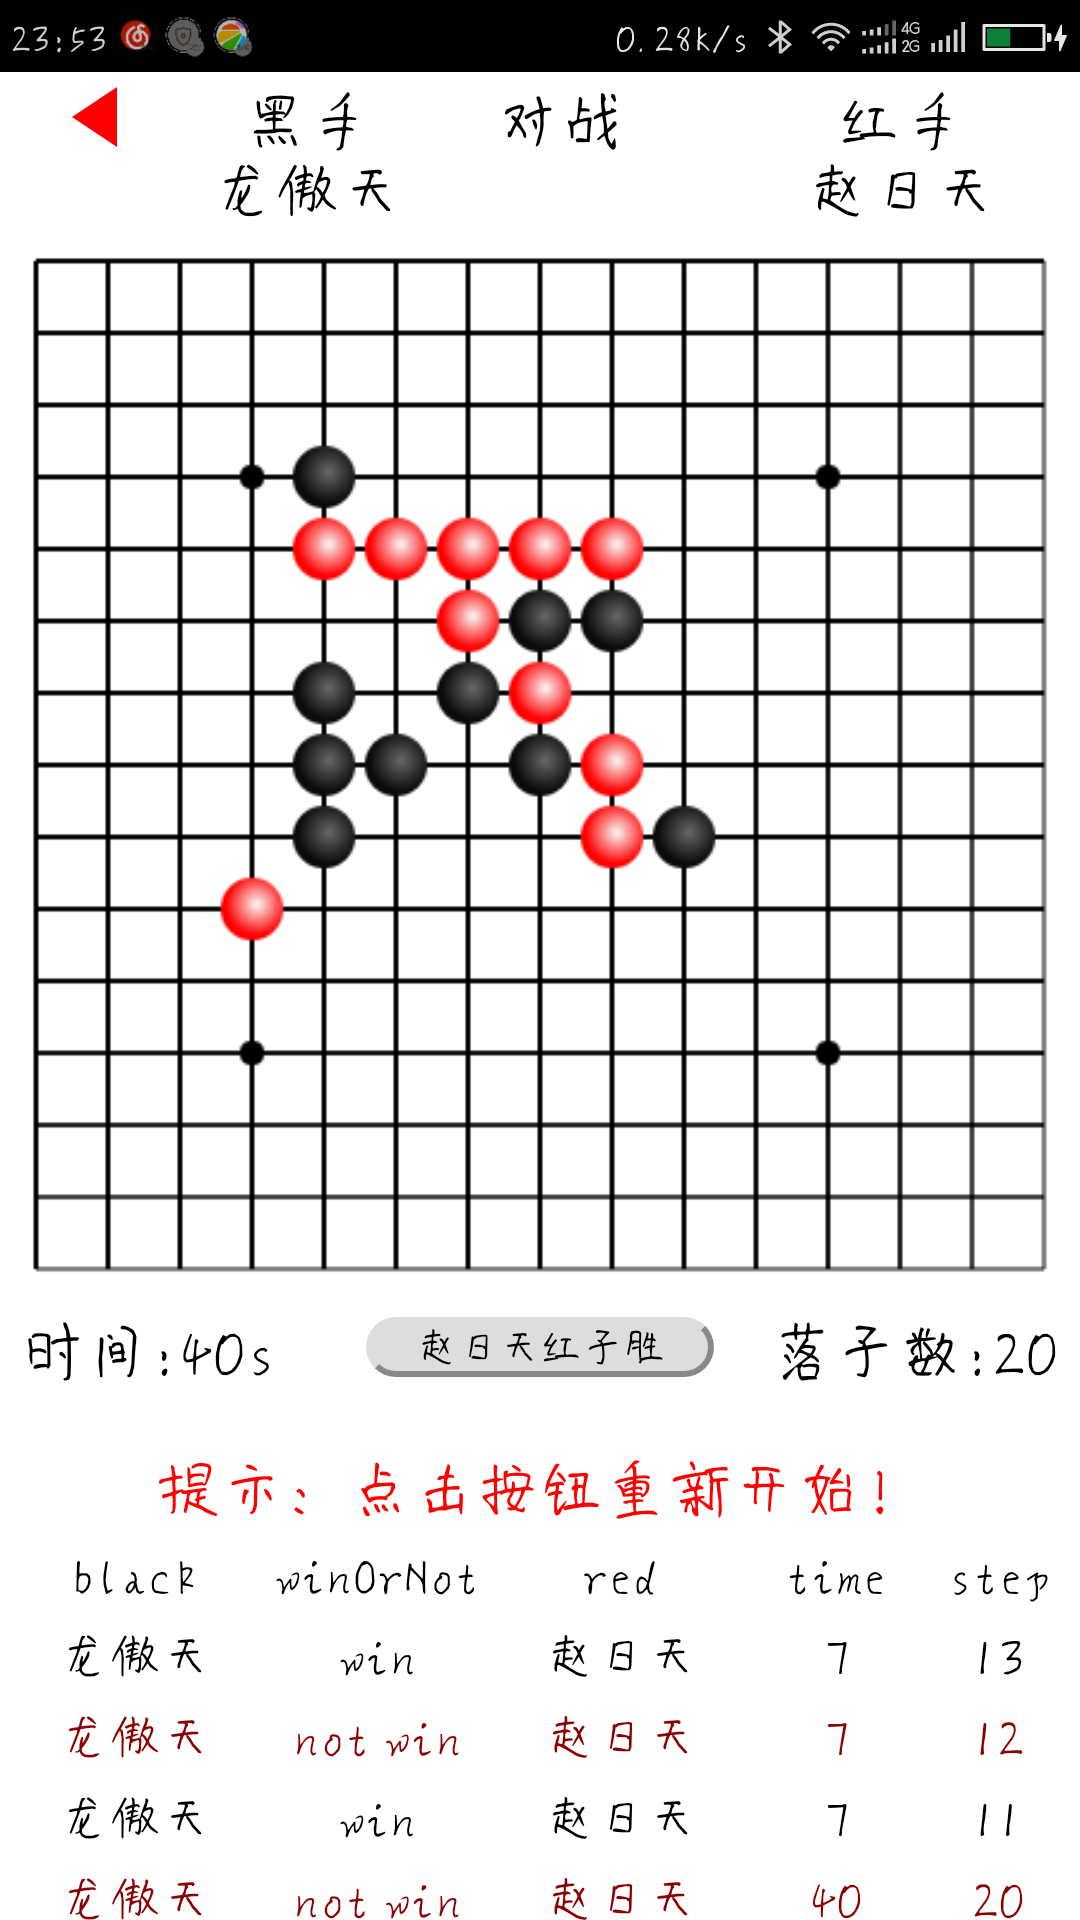 23:53 0.28k/s 4G 2G
黑手 对战 红手
龙傲天 赵日天
时间:40s 赵日天红子胜 落子数:20
提示：点击按钮重新开始！
black winOrNot red time step
龙傲天 win 赵日天 7 13
龙傲天 not win 赵日天 7 12
龙傲天 win 赵日天 7 11
龙傲天 not win 赵日天 40 20